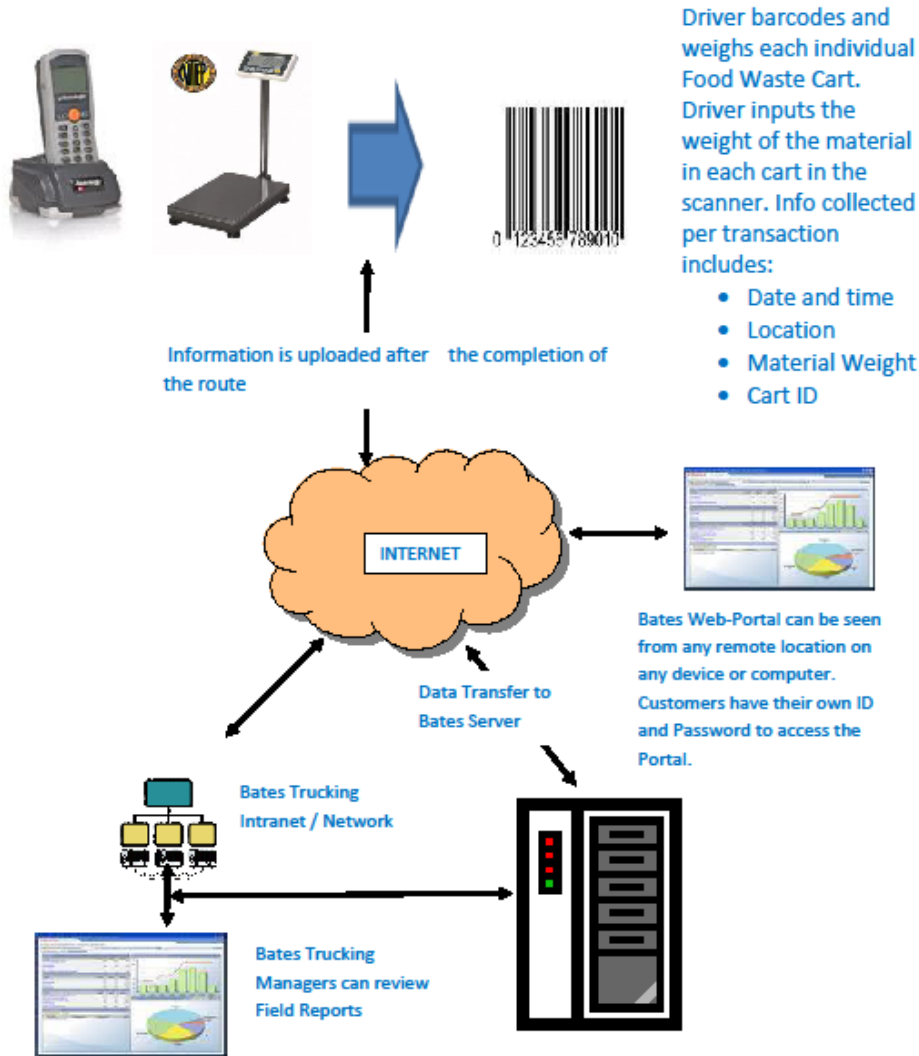 Driver barcodes and
weighs each individual
Food Waste Cart.
Driver inputs the
weight of the material
in each cart in the
scanner. Info collected
per transaction
includes:
• Date and time
• Location
• Material Weight
• Cart ID
0 123455 789010
Information is uploaded after the completion of
the route
INTERNET
Bates Web-Portal can be seen
from any remote location on
any device or computer.
Customers have their own ID
and Password to access the
Portal.
Data Transfer to
Bates Server
Bates Trucking
Intranet / Network
Bates Trucking
Managers can review
Field Reports